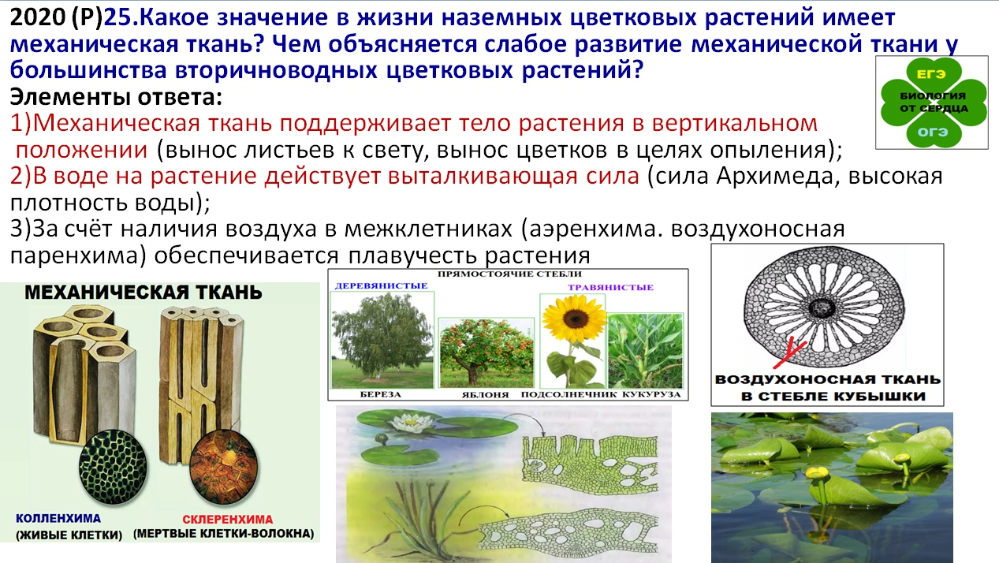 2020 (Р)25.Какое значение в жизни наземных цветковых растений имеет
механическая ткань? Чем объясняется слабое развитие механической ткани у
большинства вторичноводных цветковых растений?
Элементы ответа:
1)Механическая ткань поддерживает тело растения в вертикальном
положении (вынос листьев к свету, вынос цветков в целях опыления);
2)В воде на растение действует выталкивающая сила (сила Архимеда, высокая
плотность воды);
3)За счёт наличия воздуха в межклетниках (аэренхима. воздухоносная
паренхима) обеспечивается плавучесть растения
ЕГЭ
БИОЛОГИЯ
ОТ СЕРДЦА
ОГЭ
МЕХАНИЧЕСКАЯ ТКАНЬ
КОЛЛЕНХИМА
(ЖИВЫЕ КЛЕТКИ)
СКЛЕРЕНХИМА
(МЕРТВЫЕ КЛЕТКИ-ВОЛОКНА)
ПРЯМОСТОЯЧИЕ СТЕБЛИ
ДЕРЕВЯНИСТЫЕ
ТРАВЯНИСТЫЕ
БЕРЕЗА
ЯБЛОНЯ
ПОДСОЛНЕЧНИК
КУКУРУЗА
ВОЗДУХОНОСНАЯ ТКАНЬ
В СТЕБЛЕ КУБЫШКИ